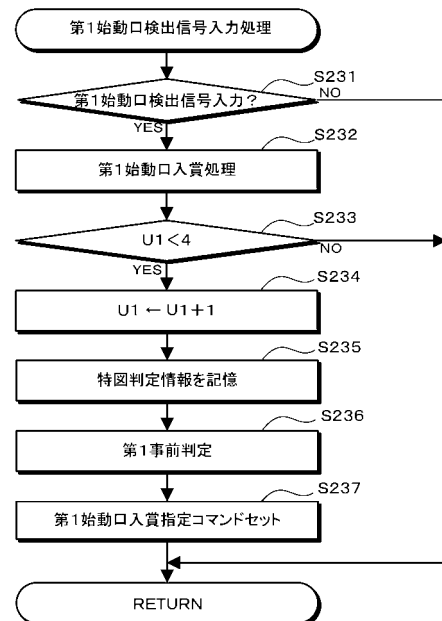 第1始動口検出信号入力処理
S231
第1始動口検出信号入力?
NO
YES
S232
第1始動口入賞処理
S233
U1<4
NO
YES
S234
U1 ← U1+1
S235
特図判定情報を記憶
S236
第1事前判定
S237
第1始動口入賞指定コマンドセット
RETURN